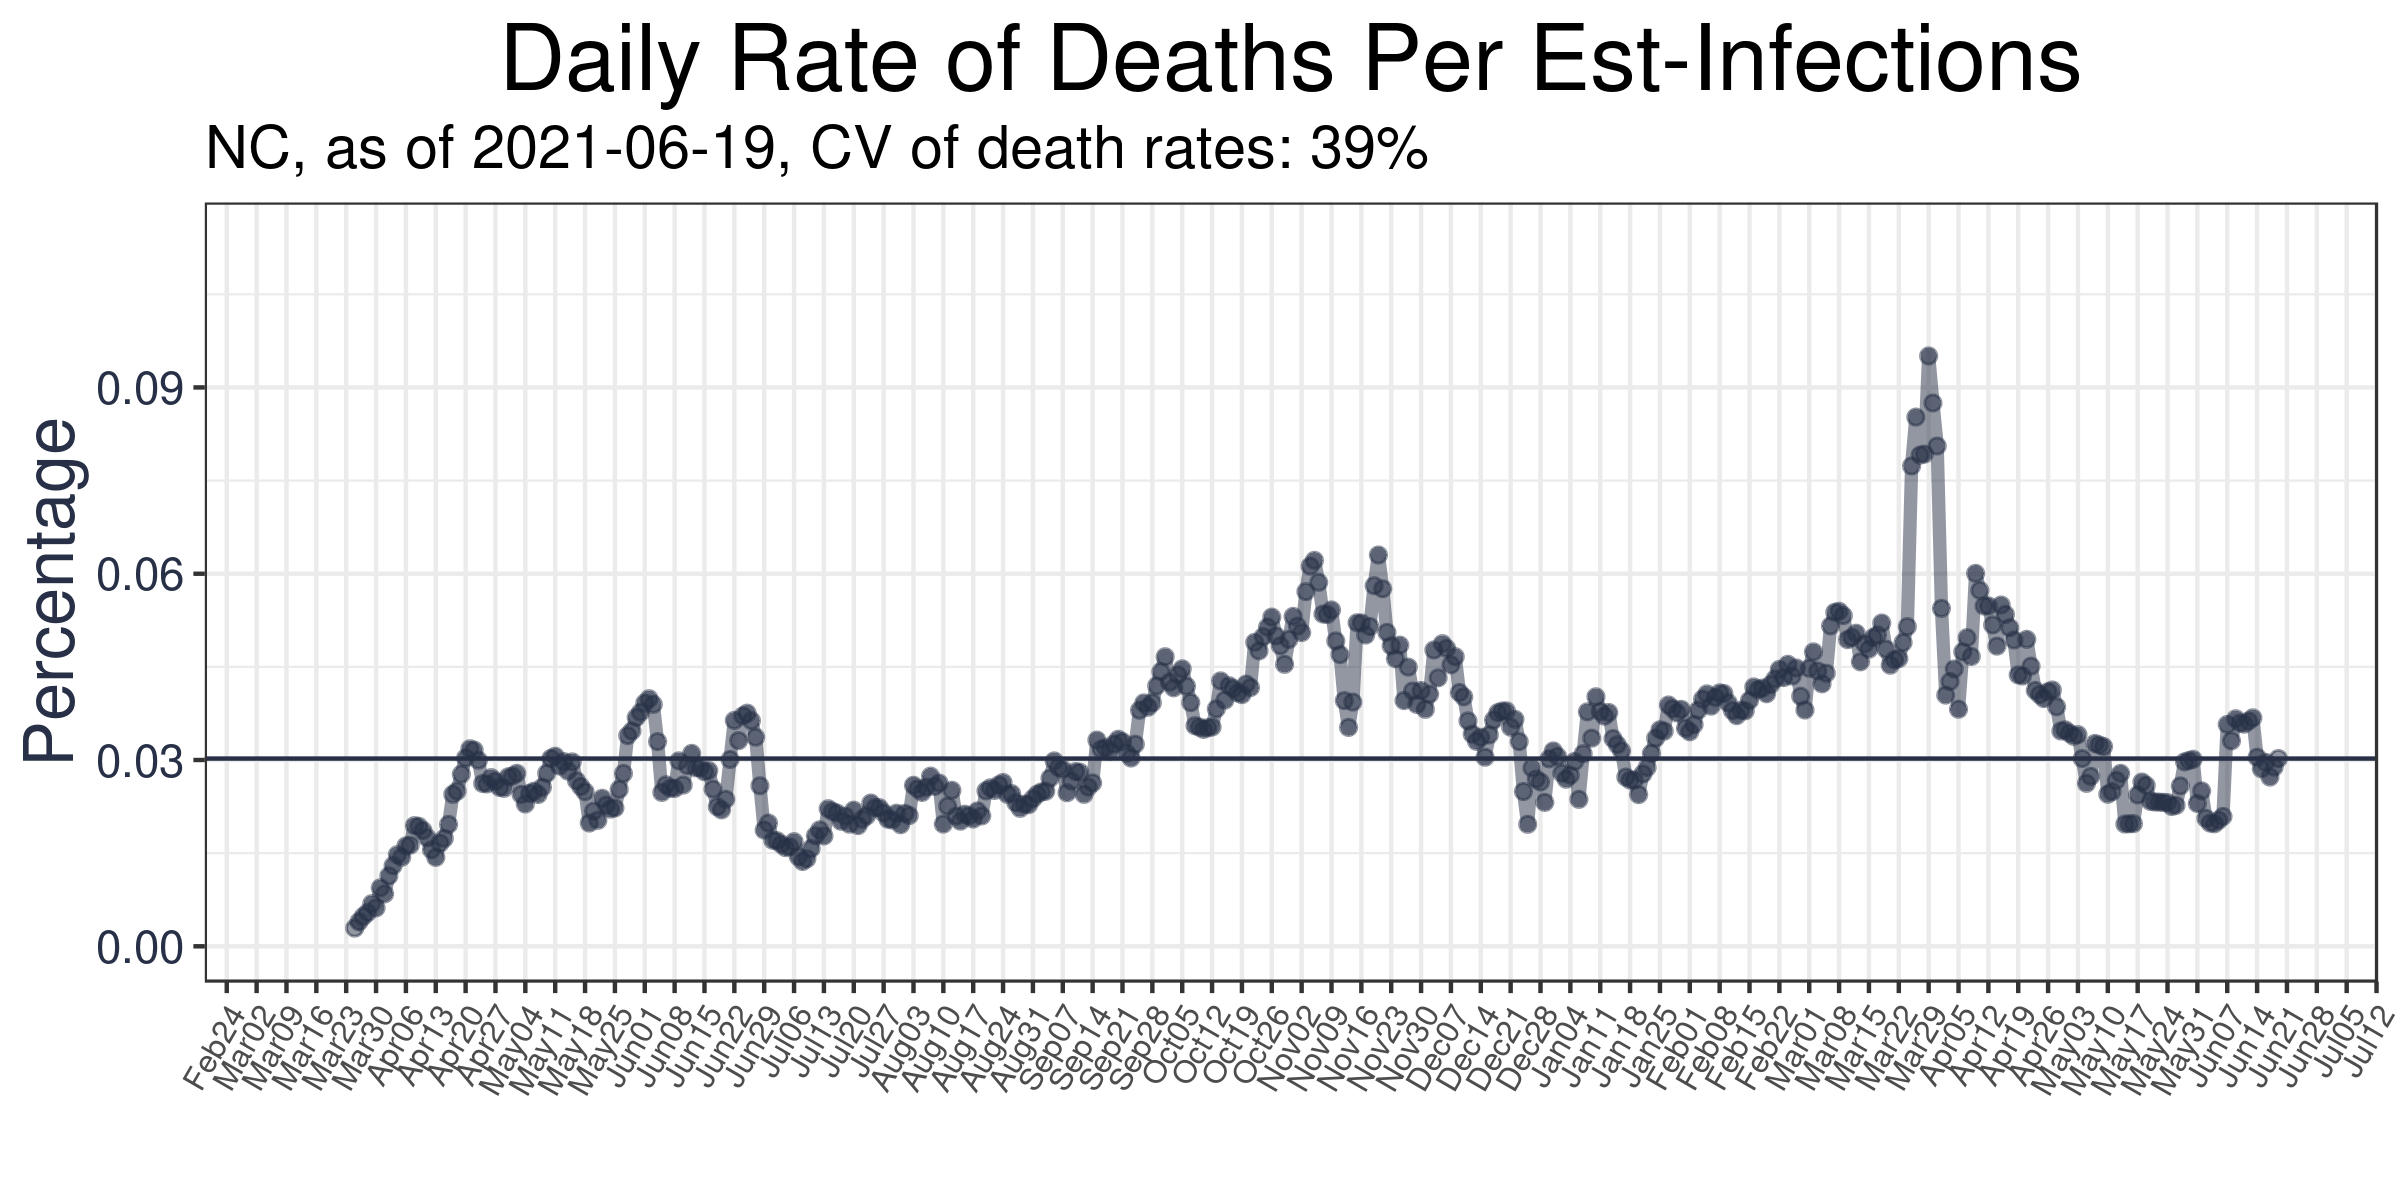 Daily Rate of Deaths Per Est-Infections
NC, as of 2021-06-19, CV of death rates: 39%
Percentage
0.09
0.06
0.03
0.00
Feb24
Mar02
Mar09
Mar16
Mar23
Mar30
Apr06
Apr13
Apr20
Apr27
May04
May11
May18
May25
Jun01
Jun08
Jun15
Jun22
Jun29
Jul06
Jul13
Jul20
Jul27
Aug03
Aug10
Aug17
Aug24
Aug31
Sep07
Sep14
Sep21
Sep28
Oct05
Oct12
Oct19
Oct26
Nov02
Nov09
Nov16
Nov23
Nov30
Dec07
Dec14
Dec21
Dec28
Jan04
Jan11
Jan18
Jan25
Feb01
Feb08
Feb15
Feb22
Mar01
Mar08
Mar15
Mar22
Mar29
Apr05
Apr12
Apr19
Apr26
May03
May10
May17
May24
May31
Jun07
Jun14
Jun21
Jun28
Jul05
Jul12